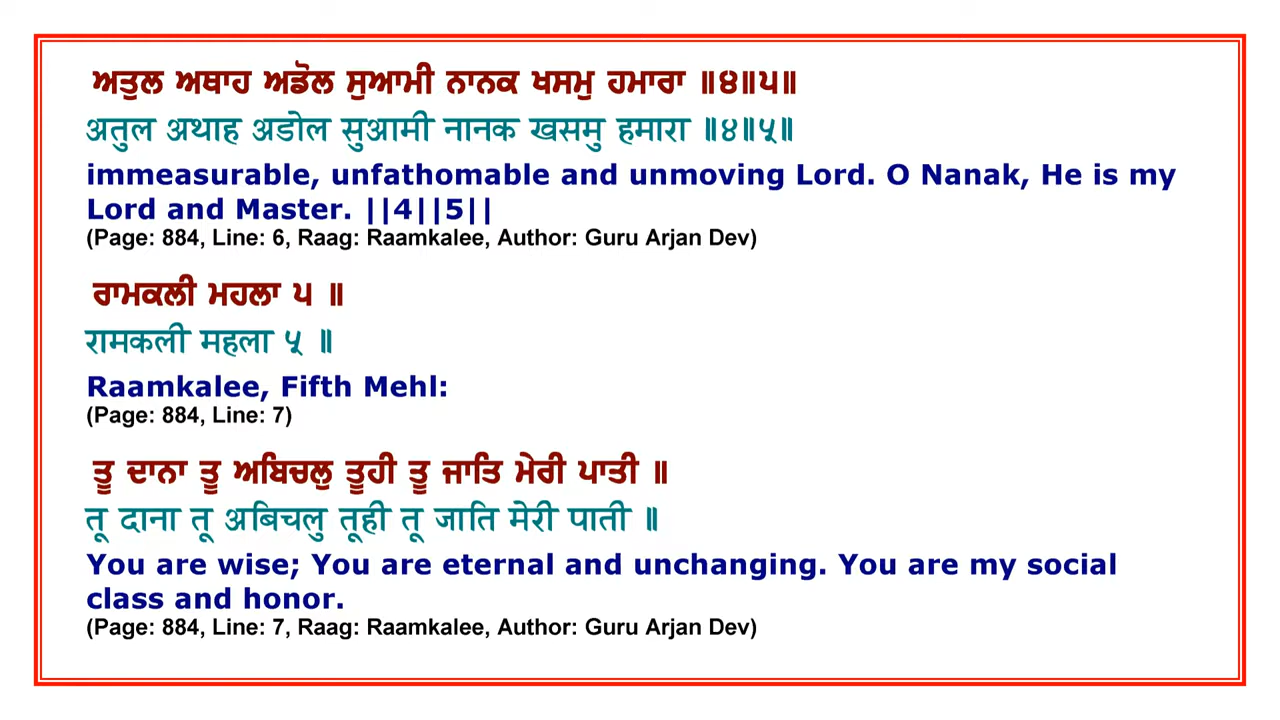 ਅਤੁਲ ਅਥਾਹ ਅਡੋਲ ਸੁਆਮੀ ਨਾਨਕ ਖਸਮੁ ਹਮਾਰਾ ॥੪॥੫॥
अतुल अथाह अडोल सुआमी नानक खसमु हमारा ॥४॥५॥
immeasurable, unfathomable and unmoving Lord. O Nanak, He is my
Lord and Master. ||4||5||
(Page: 884, Line: 6, Raag: Raamkalee, Author: Guru Arjan Dev)
ਰਾਮਕਲੀ ਮਹਲਾ ੫ ॥
रामकली महला ५ ॥
Raamkalee, Fifth Mehl:
(Page: 884, Line: 7)
ਤੂ ਦਾਨਾ ਤੂ ਅਬਿਚਲੁ ਤੂਹੀ ਤੂ ਜਾਤਿ ਮੇਰੀ ਪਾਤੀ ॥
तू दाना तू अबिचलु तूही तू जाति मेरी पाती ॥
You are wise; You are eternal and unchanging. You are my social
class and honor.
(Page: 884, Line: 7, Raag: Raamkalee, Author: Guru Arjan Dev)